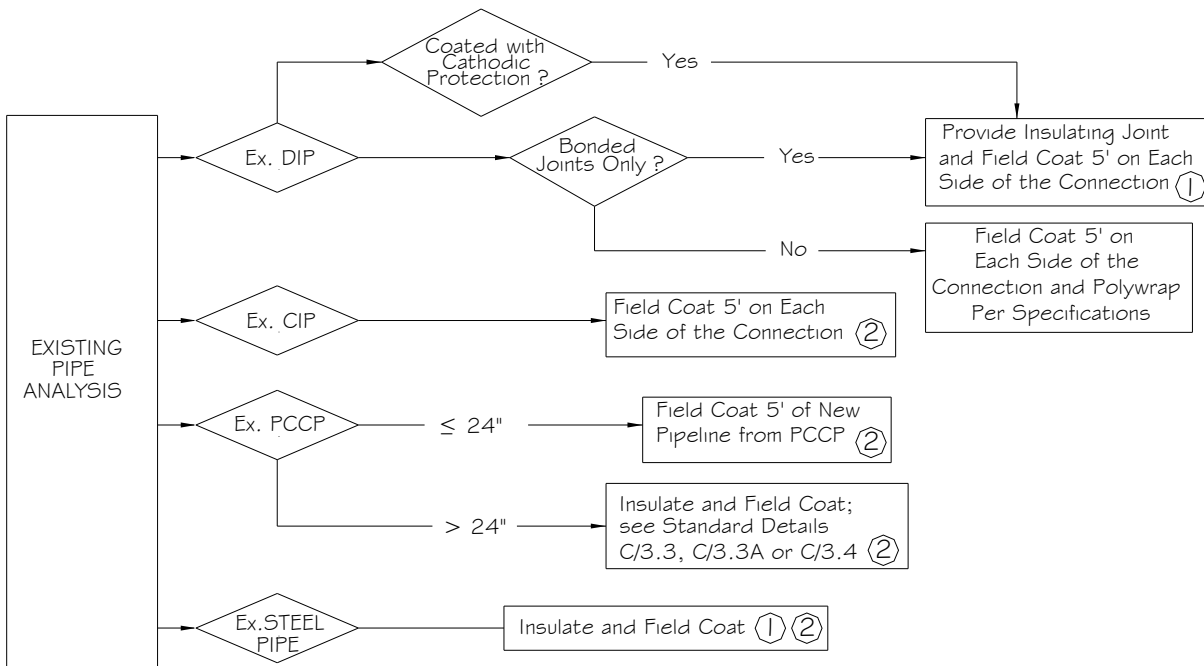 EXISTING
PIPE
ANALYSIS
Ex. DIP
Coated with
Cathodic
Protection ?
Yes
Bonded
Joints Only ?
Yes
No
Provide Insulating Joint
and Field Coat 5' on Each
Side of the Connection 1
Field Coat 5' on
Each Side of the
Connection and Polywrap
Per Specifications
Ex. CIP
Field Coat 5' on Each
Side of the Connection 2
Ex. PCCP
≤ 24"
Field Coat 5' of New
Pipeline from PCCP 2
> 24"
Insulate and Field Coat;
see Standard Details
C/3.3, C/3.3A or C/3.4 2
Ex.STEEL
PIPE
Insulate and Field Coat 1 2